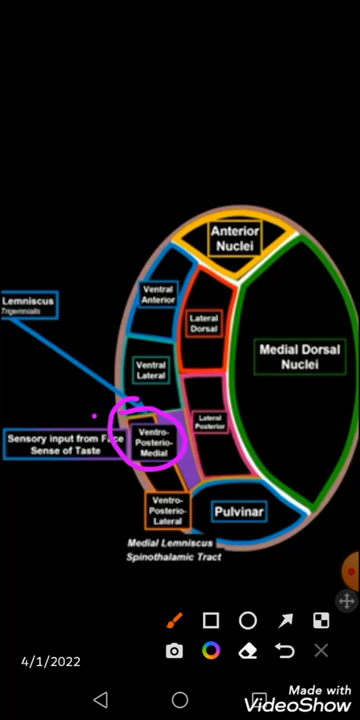 Anterior
Nuclei
Ventral
Anterior
Lemniscus
Trigeminalis
Lateral
Dorsal
Medial Dorsal
Nuclei
Ventral
Lateral
Lateral
Posterior
Ventro-
Posterio-
Medial
Sensory input from Face
Sense of Taste
Ventro-
Posterio-
Lateral
Pulvinar
Medial Lemniscus
Spinothalamic Tract
4/1/2022
Made with
VideoShow